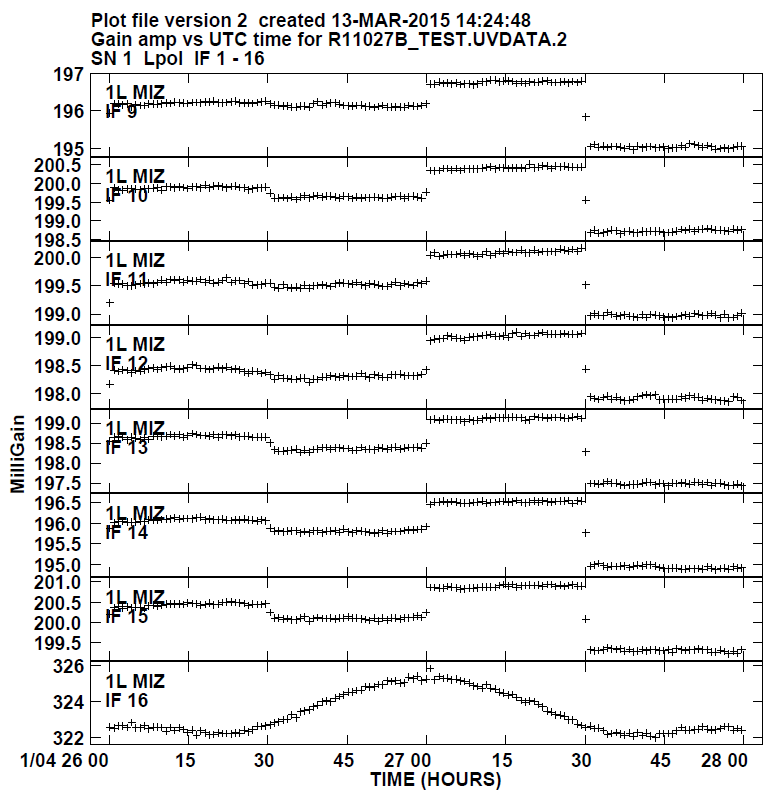 Plot file version 2 created 13-MAR-2015 14:24:48
Gain amp vs UTC time for R11027B_TEST.UVDATA.2
SN 1 Lpol IF 1 - 16
197
1L MIZ
196
IF 9
195
200.5
1L MIZ
200.0
IF 10
199.5
199.0
198.5
200.0
1L MIZ
IF 11
199.5
199.0
199.0
1L MIZ
198.5
IF 12
198.0
199.0
1L MIZ
198.5
IF 13
198.0
197.5
MilliGain
196.5
1L MIZ
196.0
IF 14
195.5
195.0
201.0
1L MIZ
200.5
IF 15
200.0
199.5
326
1L MIZ
IF 16
324
322
1/04 26 00 15 30 45 27 00 15 30 45 28 00
TIME (HOURS)